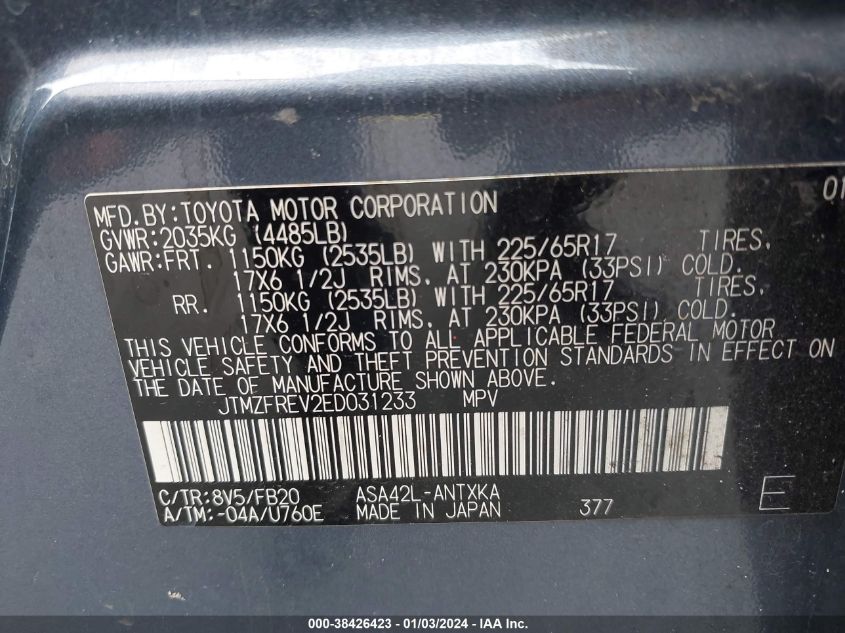 01
MFD.BY:TOYOTA MOTOR CORPORATION
GVWR:2035KG (4485LB)
GAWR:FRT. 1150KG (2535LB) WITH 225/65R17 TIRES,
17X6 1/2J RIMS, AT 230KPA (33PSI) COLD.
RR. 1150KG (2535LB) WITH 225/65R17 TIRES,
17X6 1/2J RIMS, AT 230KPA (33PSI) COLD.
THIS VEHICLE CONFORMS TO ALL APPLICABLE FEDERAL MOTOR
VEHICLE SAFETY AND THEFT PREVENTION STANDARDS IN EFFECT ON
THE DATE OF MANUFACTURE SHOWN ABOVE.
JTMZFREV2ED031233 MPV
C/TR:8V5/FB20 ASA42L-ANTXKA
A/TM:-04A/U760E MADE IN JAPAN 377 E
000-38426423 - 01/03/2024 - IAA Inc.